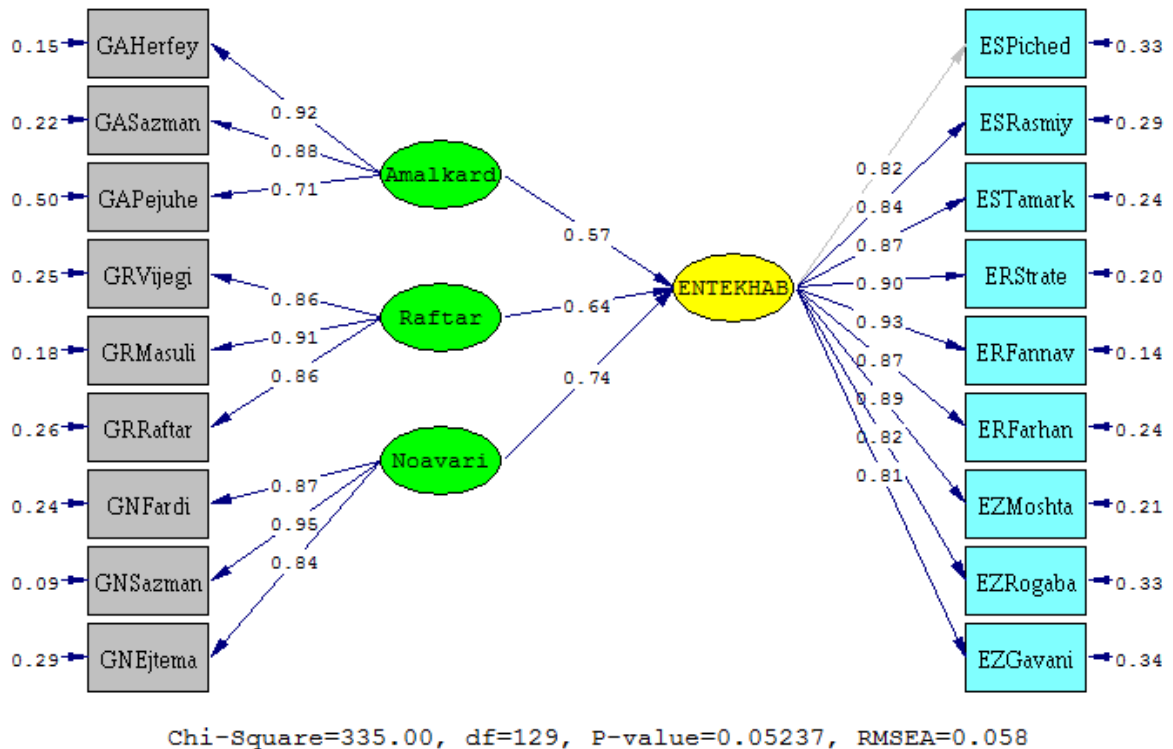 0.15 GAHerfey
0.22 GASazman
0.50 GAPejuhe
0.25 GRVijegi
0.18 GRMasuli
0.26 GRRaftar
0.24 GNFardi
0.09 GNSazman
0.29 GNEjtema
0.92
0.88
0.71
0.86
0.91
0.86
0.87
0.95
0.84
Amalkard
Raftar
Noavari
0.57
0.64
0.74
ENTEKHAB
0.82
0.84
0.87
0.90
0.93
0.87
0.89
0.82
0.81
ESPiched 0.33
ESRasmiy 0.29
ESTamark 0.24
ERStrate 0.20
ERFannav 0.14
ERFarhan 0.24
EZMoshta 0.21
EZRogaba 0.33
EZGavani 0.34
Chi-Square=335.00, df=129, P-value=0.05237, RMSEA=0.058